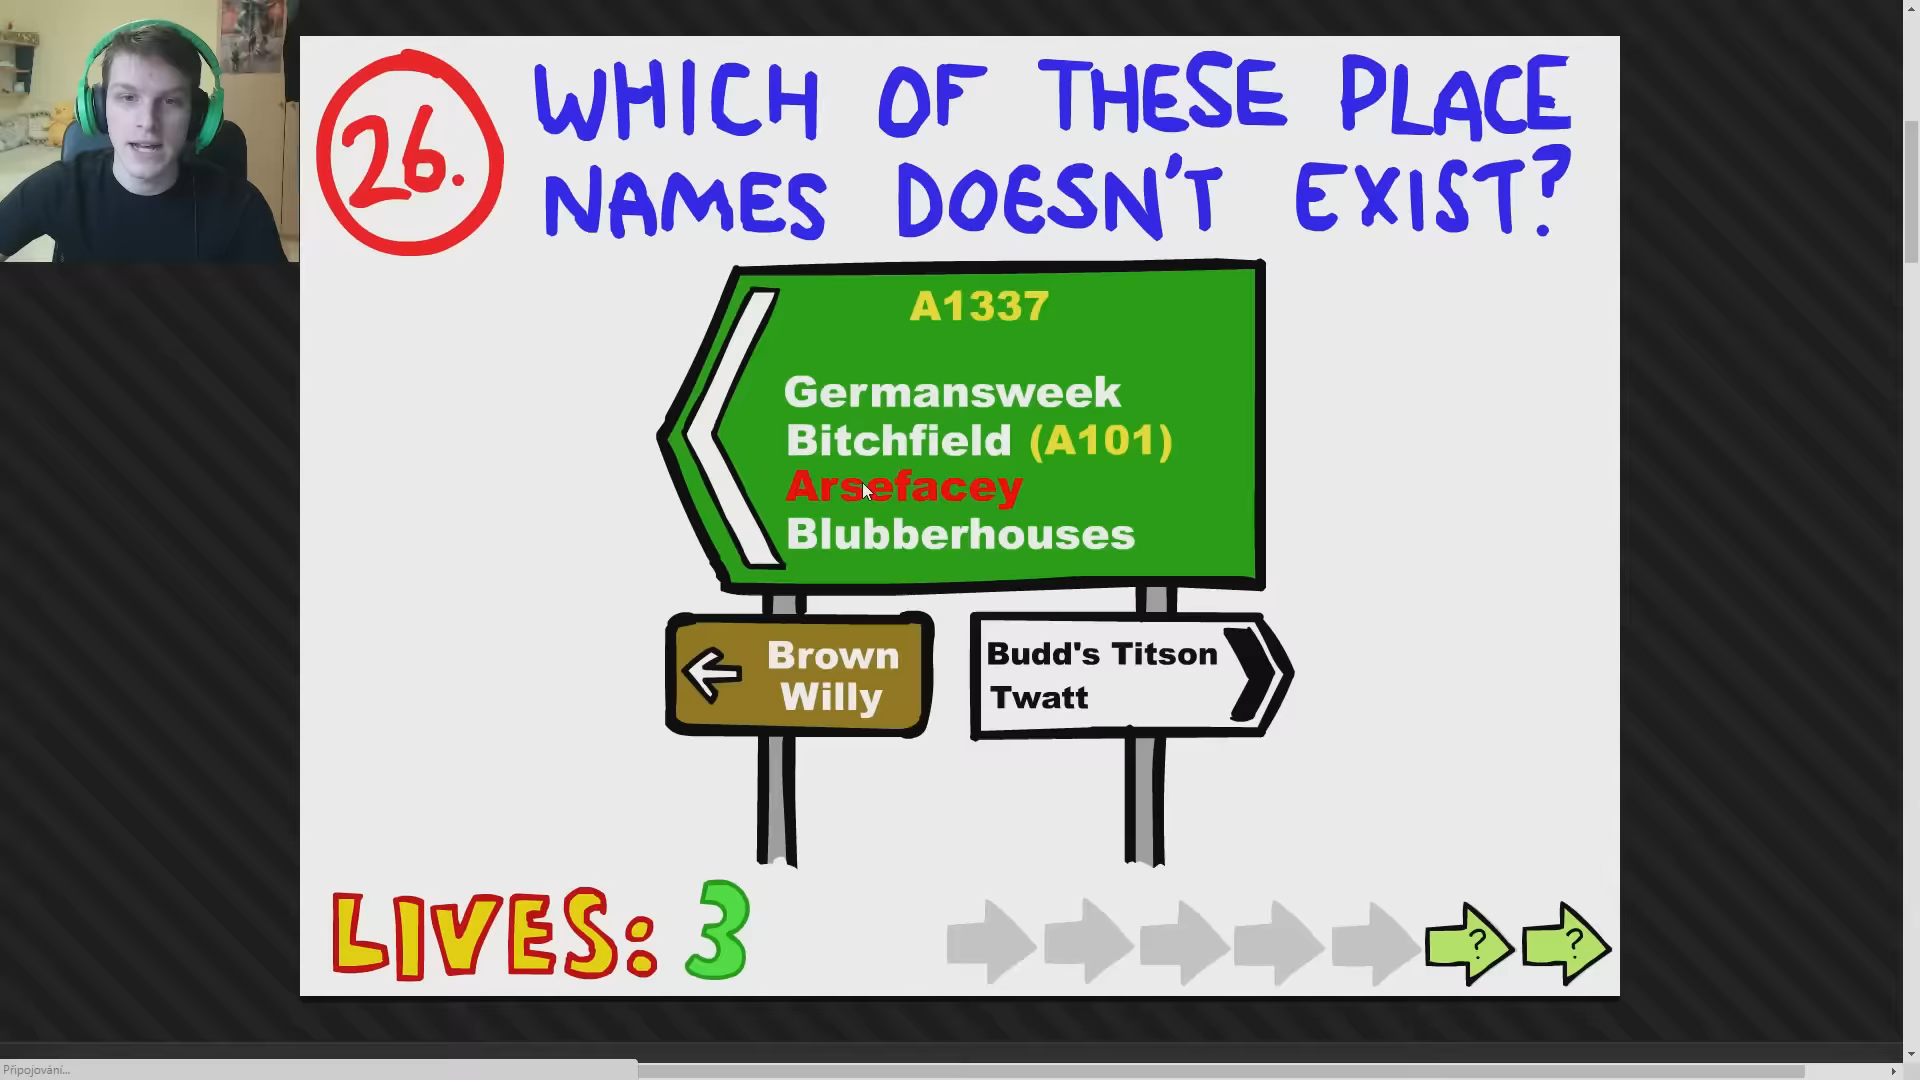 26.
WHICH OF THESE PLACE
NAMES DOESN'T EXIST?
A1337
Germansweek
Bitchfield (A101)
Arsefacey
Blubberhouses
Brown
Willy
Budd's Titson
Twatt
LIVES: 3
? ?
Připojování...